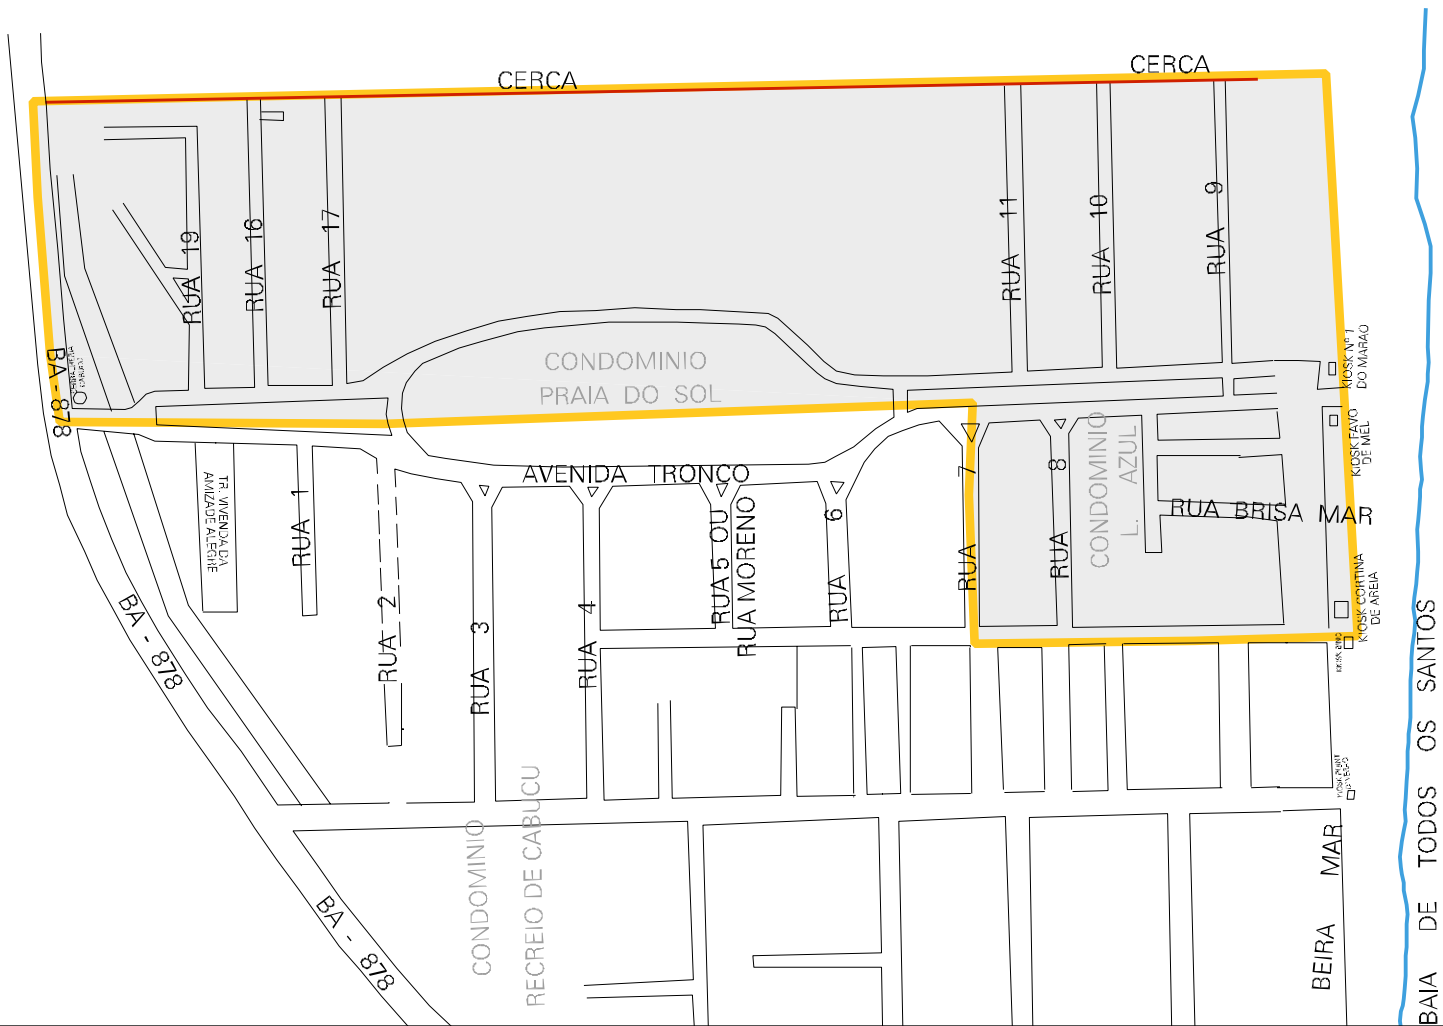 CERCA
CERCA
RUA 19
RUA 16
RUA 17
RUA 11
RUA 10
RUA 9
BA - 878
CONDOMINIO
PRAIA DO SOL
KIOSK Nº 1
DO MARAO
KIOSK FAVO
DE MEL
CONDOMINIO
L. AZUL
AVENIDA TRONCO
TR. VIVENDA DA
AMIZADE ALEGRE
RUA 1
RUA 2
RUA 3
RUA 4
RUA 5 OU
RUA MORENO
RUA 6
RUA 7
RUA 8
RUA BRISA MAR
KIOSK CORTINA
DE AREIA
BA - 878
CONDOMINIO
RECREIO DE CABUCU
BA - 878
BEIRA MAR
BAIA DE TODOS OS SANTOS